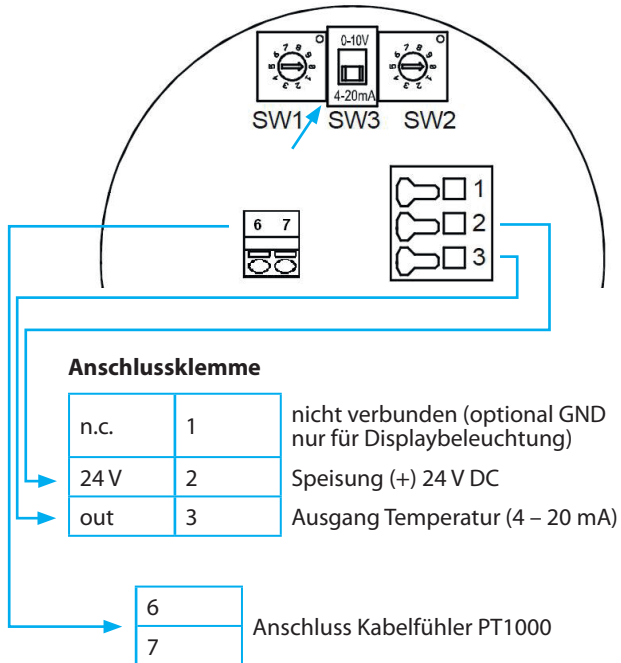 0-10V
4-20mA
SW1 SW3 SW2
1
2
3
6 7
Anschlussklemme
n.c. 1 nicht verbunden (optional GND
nur für Displaybeleuchtung)
24 V 2 Speisung (+) 24 V DC
out 3 Ausgang Temperatur (4 – 20 mA)
6
Anschluss Kabelfühler PT1000
7